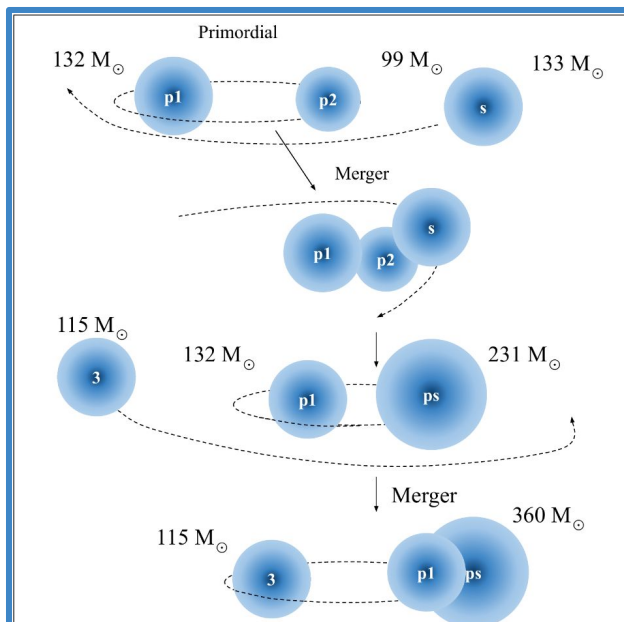 Primordial
132 M☉ 99 M☉ 133 M☉
p1 p2 s
Merger
s
p1 p2
115 M☉
132 M☉ 231 M☉
3
p1 ps
Merger
360 M☉
115 M☉
3 p1 ps